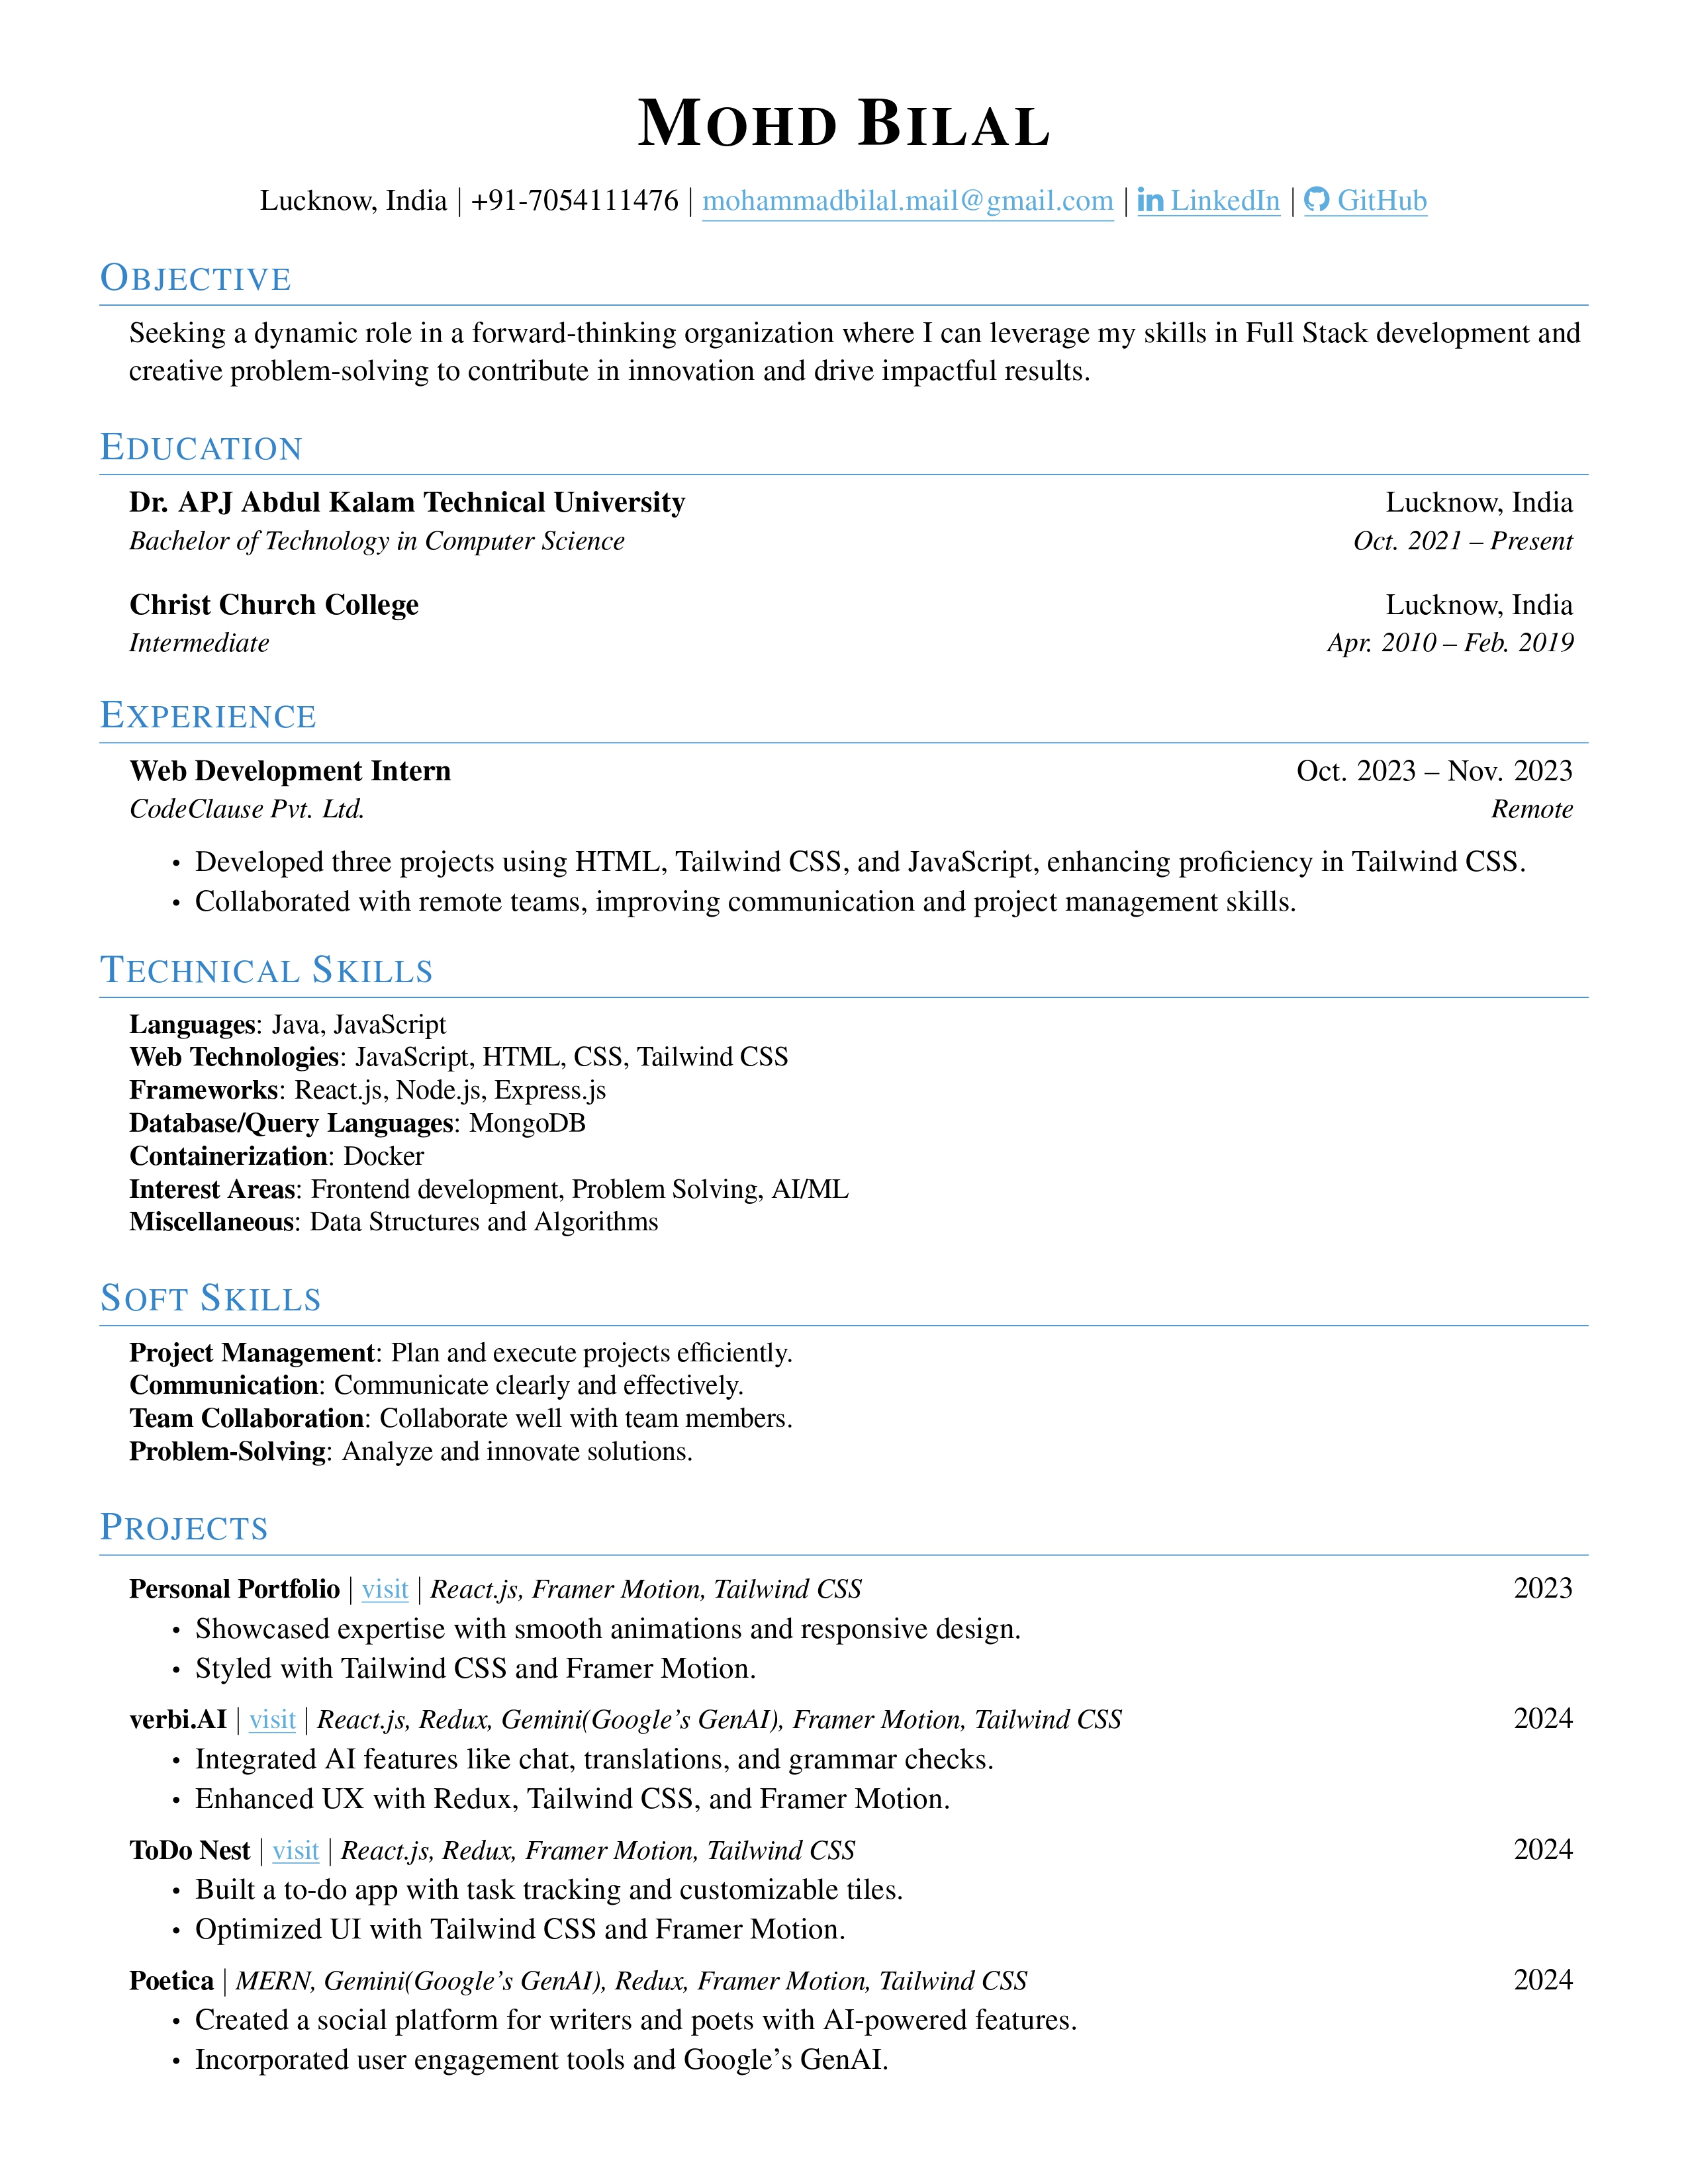 Mohd Bilal
Lucknow, India | +91-7054111476 | mohammadbilal.mail@gmail.com | LinkedIn | GitHub
Objective
Seeking a dynamic role in a forward-thinking organization where I can leverage my skills in Full Stack development and
creative problem-solving to contribute in innovation and drive impactful results.
Education
Dr. APJ Abdul Kalam Technical University Lucknow, India
Bachelor of Technology in Computer Science Oct. 2021 – Present
Christ Church College Lucknow, India
Intermediate Apr. 2010 – Feb. 2019
Experience
Web Development Intern Oct. 2023 – Nov. 2023
CodeClause Pvt. Ltd. Remote
• Developed three projects using HTML, Tailwind CSS, and JavaScript, enhancing proficiency in Tailwind CSS.
• Collaborated with remote teams, improving communication and project management skills.
Technical Skills
Languages: Java, JavaScript
Web Technologies: JavaScript, HTML, CSS, Tailwind CSS
Frameworks: React.js, Node.js, Express.js
Database/Query Languages: MongoDB
Containerization: Docker
Interest Areas: Frontend development, Problem Solving, AI/ML
Miscellaneous: Data Structures and Algorithms
Soft Skills
Project Management: Plan and execute projects efficiently.
Communication: Communicate clearly and effectively.
Team Collaboration: Collaborate well with team members.
Problem-Solving: Analyze and innovate solutions.
Projects
Personal Portfolio | visit | React.js, Framer Motion, Tailwind CSS 2023
• Showcased expertise with smooth animations and responsive design.
• Styled with Tailwind CSS and Framer Motion.
verbi.AI | visit | React.js, Redux, Gemini(Google's GenAI), Framer Motion, Tailwind CSS 2024
• Integrated AI features like chat, translations, and grammar checks.
• Enhanced UX with Redux, Tailwind CSS, and Framer Motion.
ToDo Nest | visit | React.js, Redux, Framer Motion, Tailwind CSS 2024
• Built a to-do app with task tracking and customizable tiles.
• Optimized UI with Tailwind CSS and Framer Motion.
Poetica | MERN, Gemini(Google's GenAI), Redux, Framer Motion, Tailwind CSS 2024
• Created a social platform for writers and poets with AI-powered features.
• Incorporated user engagement tools and Google's GenAI.